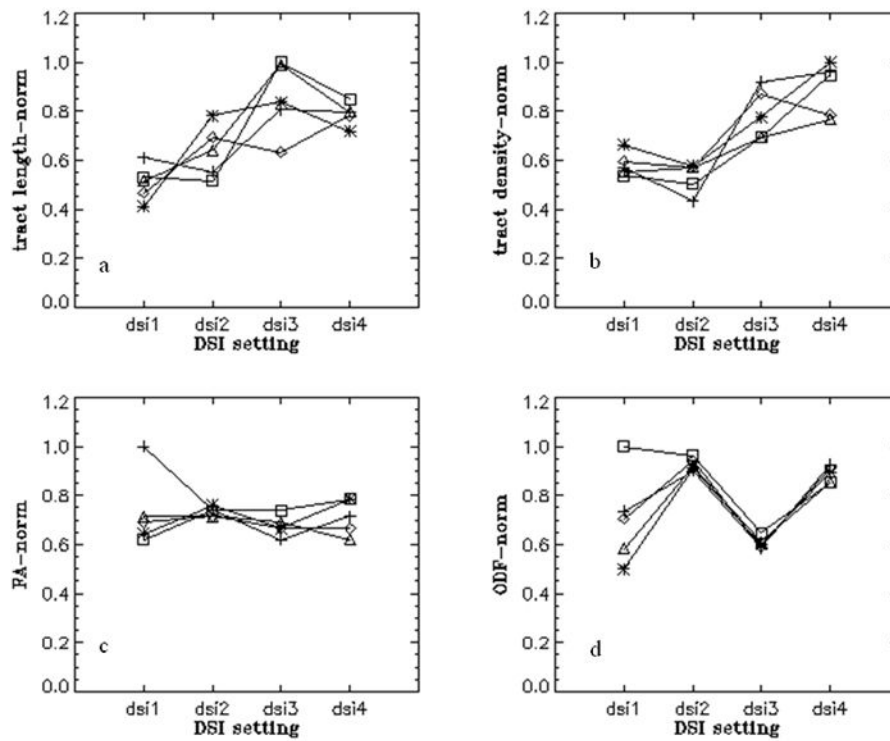 1.2 1.2
1.0 1.0
0.8 0.8
0.6 0.6
0.4 0.4
0.2 0.2
0.0 0.0
tract length-norm tract density-norm
a b
dsi1 dsi2 dsi3 dsi4 dsi1 dsi2 dsi3 dsi4
DSI setting DSI setting
1.2 1.2
1.0 1.0
0.8 0.8
0.6 0.6
0.4 0.4
0.2 0.2
0.0 0.0
FA-norm ODF-norm
c d
dsi1 dsi2 dsi3 dsi4 dsi1 dsi2 dsi3 dsi4
DSI setting DSI setting